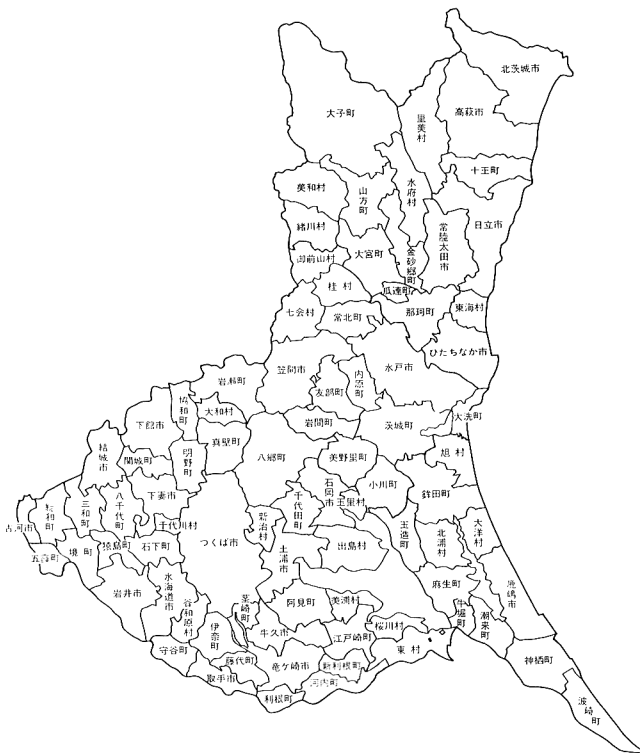 北茨城市
大子町
里美村
高萩市
十王町
美和村
山方町
水府村
日立市
緒川村
常陸太田市
御前山村
大宮町
金砂郷町
桂村
瓜連町
那珂町
東海村
七会村
常北町
ひたちなか市
笠間市
水戸市
内原町
友部町
岩瀬町
協和町
大和村
岩間町
茨城町
大洗町
下館市
真壁町
明野町
関城町
結城市
八郷町
美野里町
旭村
小川町
石岡市
玉里村
鉾田町
千代田町
八千代町
下妻市
三和町
総和町
古河市
千代川村
つくば市
新治村
出島村
玉造町
北浦村
大洋村
五霞町
境町
猿島町
石下町
土浦市
麻生町
鹿嶋市
岩井市
水海道市
谷和原村
伊奈町
茎崎町
阿見町
美浦村
牛堀町
潮来町
牛久市
江戸崎町
桜川村
東村
守谷町
藤代町
竜ケ崎市
新利根町
取手市
河内町
利根町
神栖町
波崎町